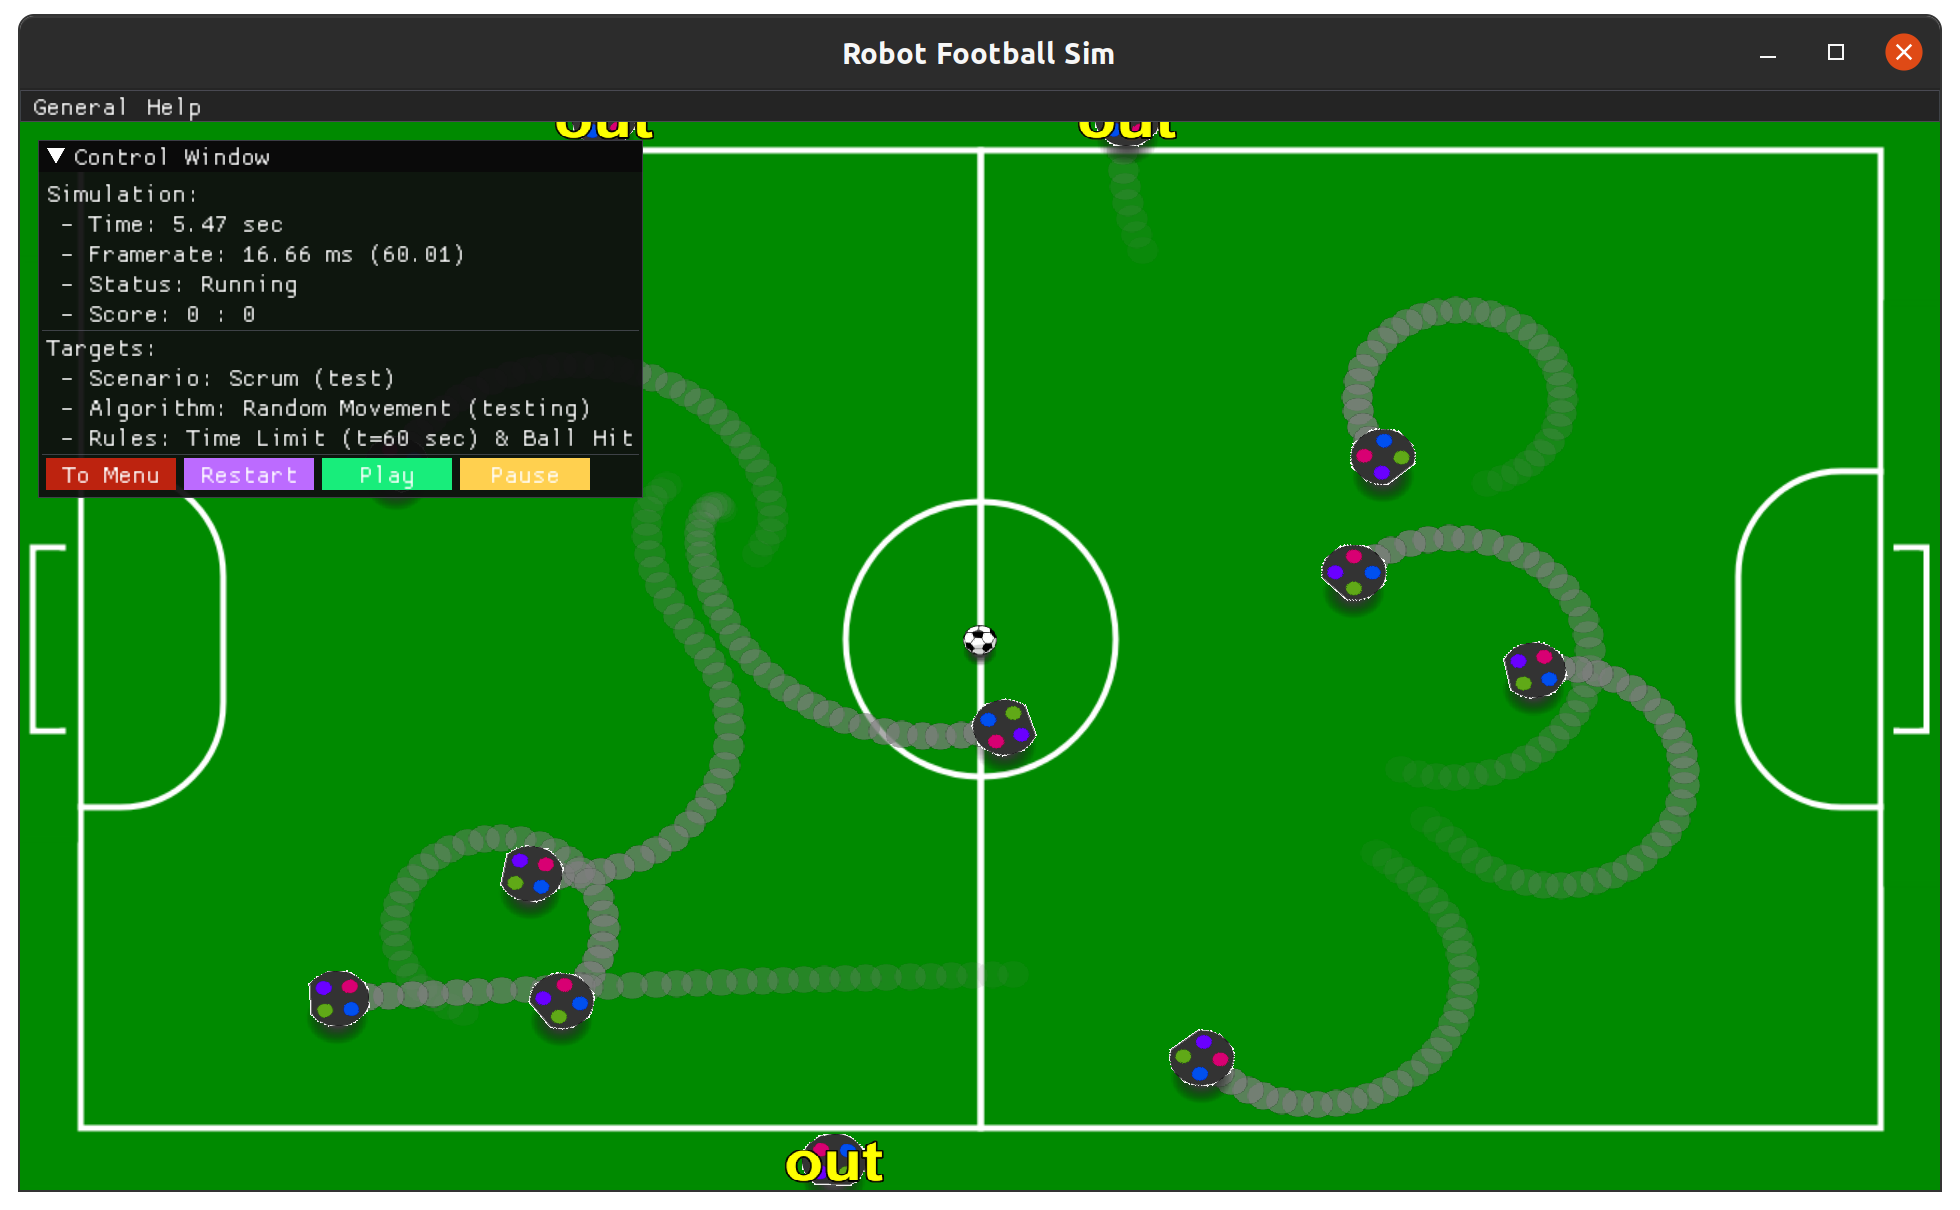 Robot Football Sim
General Help
out out
Control Window
Simulation:
- Time: 5.47 sec
- Framerate: 16.66 ms (60.01)
- Status: Running
- Score: 0 : 0
Targets:
- Scenario: Scrum (test)
- Algorithm: Random Movement (testing)
- Rules: Time Limit (t=60 sec) & Ball Hit
To Menu Restart Play Pause
out